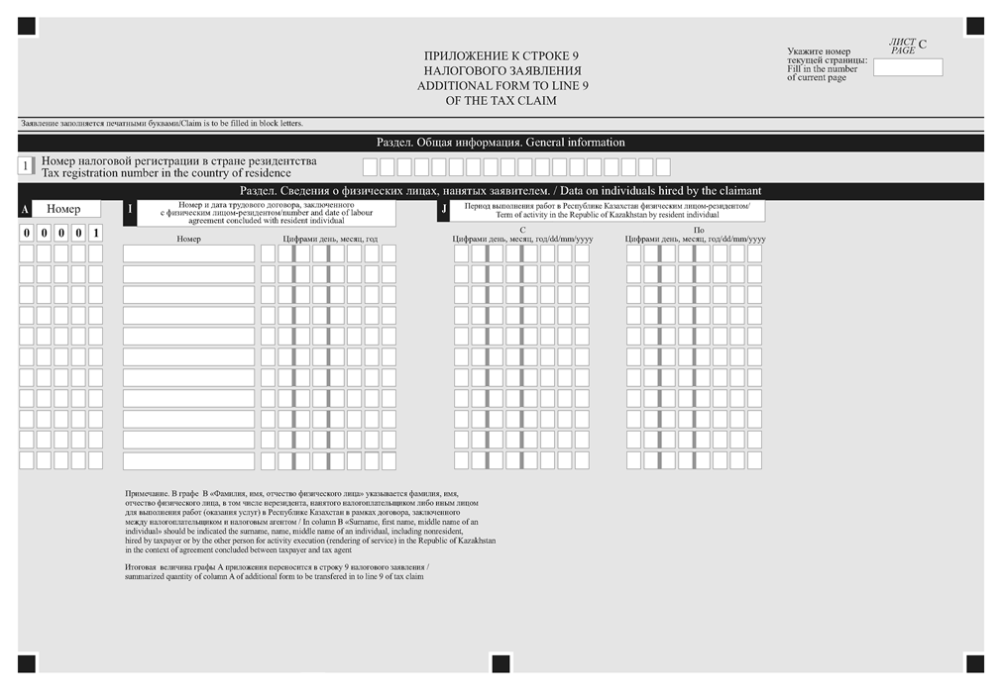 ЛИСТ
PAGE C
ПРИЛОЖЕНИЕ К СТРОКЕ 9
НАЛОГОВОГО ЗАЯВЛЕНИЯ
ADDITIONAL FORM TO LINE 9
OF THE TAX CLAIM
Укажите номер
текущей страницы:
Fill in the number
of current page
Заявление заполняется печатными буквами/Claim is to be filled in block letters.
Раздел. Общая информация. General information
1 Номер налоговой регистрации в стране резидентства
Tax registration number in the country of residence
Раздел. Сведения о физических лицах, нанятых заявителем. / Data on individuals hired by the claimant
A Номер
I Номер и дата трудового договора, заключенного
с физическим лицом-резидентом/number and date of labour
agreement concluded with resident individual
J Период выполнения работ в Республике Казахстан физическим лицом-резидентом/
Term of activity in the Republic of Kazakhstan by resident individual
0 0 0 0 1
Номер
Цифрами день, месяц, год
С
Цифрами день, месяц, год/dd/mm/yyyy
По
Цифрами день, месяц, год/dd/mm/yyyy
Примечание. В графе В «Фамилия, имя, отчество физического лица» указывается фамилия, имя,
отчество физического лица, в том числе нерезидента, нанятого налогоплательщиком либо иным лицом
для выполнения работ (оказания услуг) в Республике Казахстан в рамках договора, заключенного
между налогоплательщиком и налоговым агентом / In column B «Surname, first name, middle name of an
individual» should be indicated the surname, name, middle name of an individual, including nonresident,
hired by taxpayer or by the other person for activity execution (rendering of service) in the Republic of Kazakhstan
in the context of agreement concluded between taxpayer and tax agent
Итоговая величина графы А приложения переносится в строку 9 налогового заявления /
summarized quantity of column A of additional form to be transfered in to line 9 of tax claim